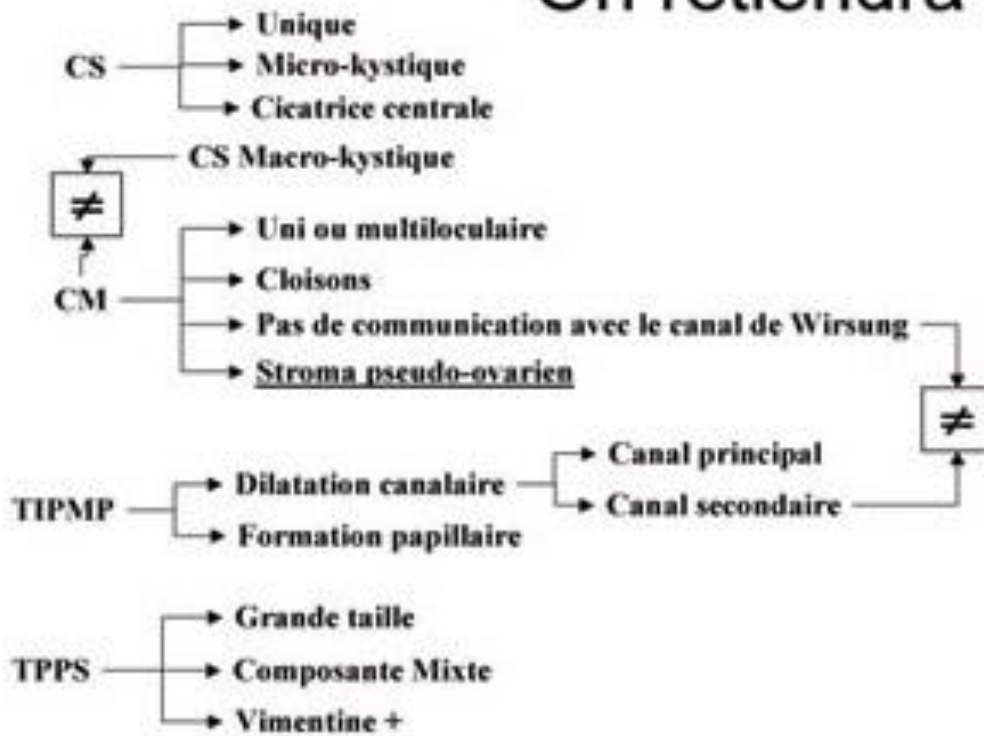 On retiendra
Unique
CS
Micro-kystique
Cicatrice centrale
CS Macro-kystique
≠
Uni ou multiloculaire
Cloisons
CM
Pas de communication avec le canal de Wirsung
Stroma pseudo-ovarien
≠
Canal principal
Dilatation canalaire
Canal secondaire
TIPMP
Formation papillaire
Grande taille
TPPS
Composante Mixte
Vimentine +